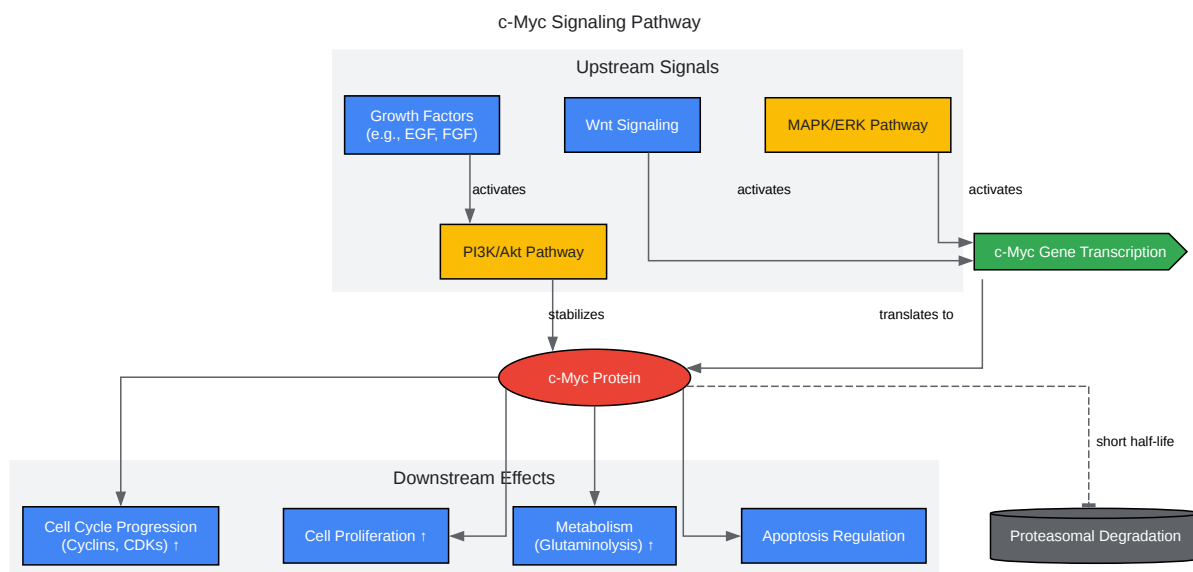 c-Myc Signaling Pathway
Upstream Signals
Growth Factors
(e.g., EGF, FGF)
Wnt Signaling
MAPK/ERK Pathway
activates
activates
activates
PI3K/Akt Pathway
c-Myc Gene Transcription
stabilizes
translates to
c-Myc Protein
short half-life
Downstream Effects
Cell Cycle Progression
(Cyclins, CDKs) ↑
Cell Proliferation ↑
Metabolism
(Glutaminolysis) ↑
Apoptosis Regulation
Proteasomal Degradation